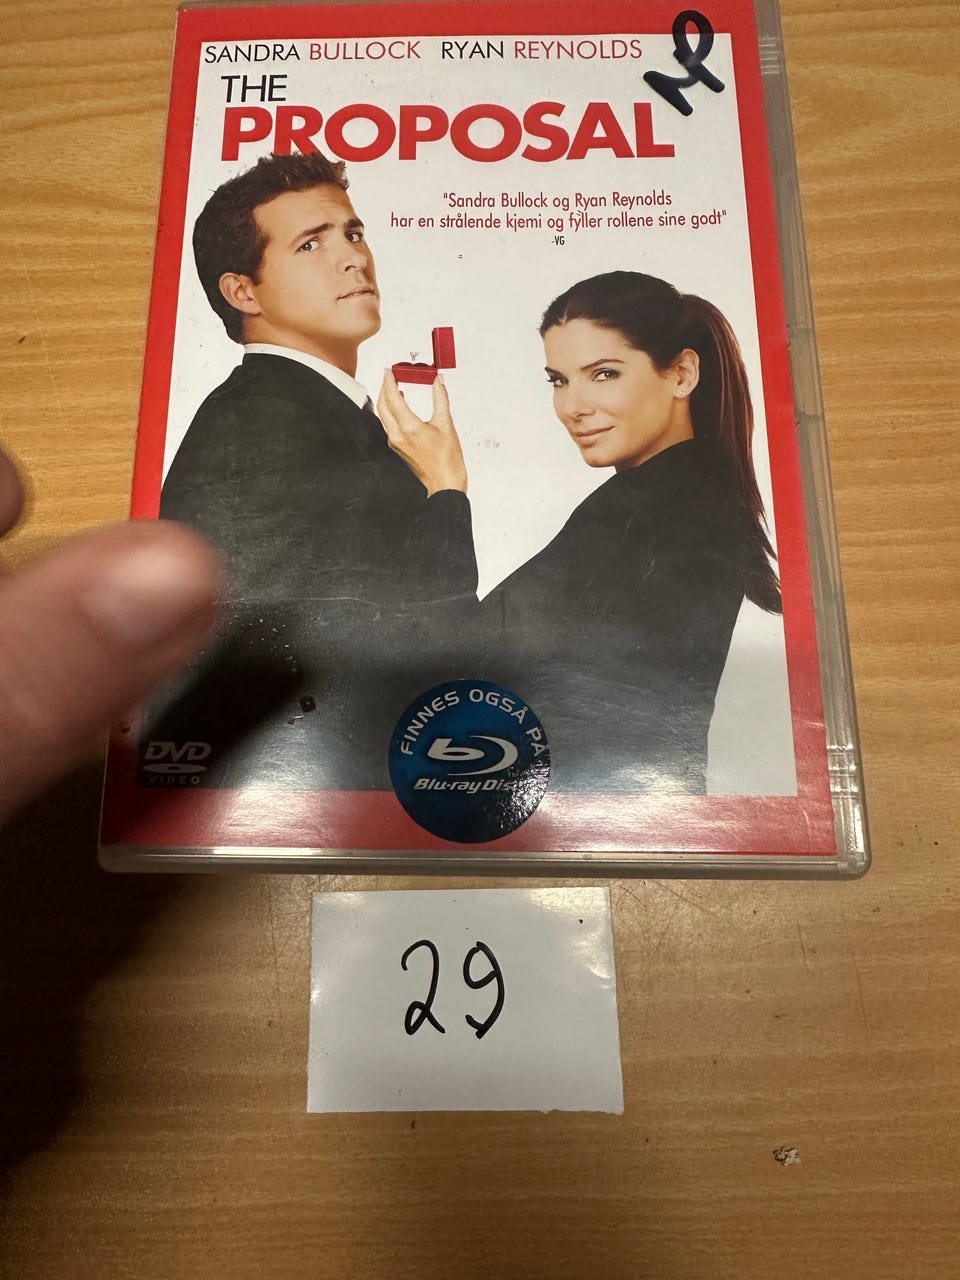 SANDRA BULLOCK RYAN REYNOLDS
THE
PROPOSAL
"Sandra Bullock og Ryan Reynolds
har en strålende kjemi og fyller rollene sine godt"
-VG
DVD
VIDEO
FINNES OGSÅ PÅ
Blu-ray Disc
29